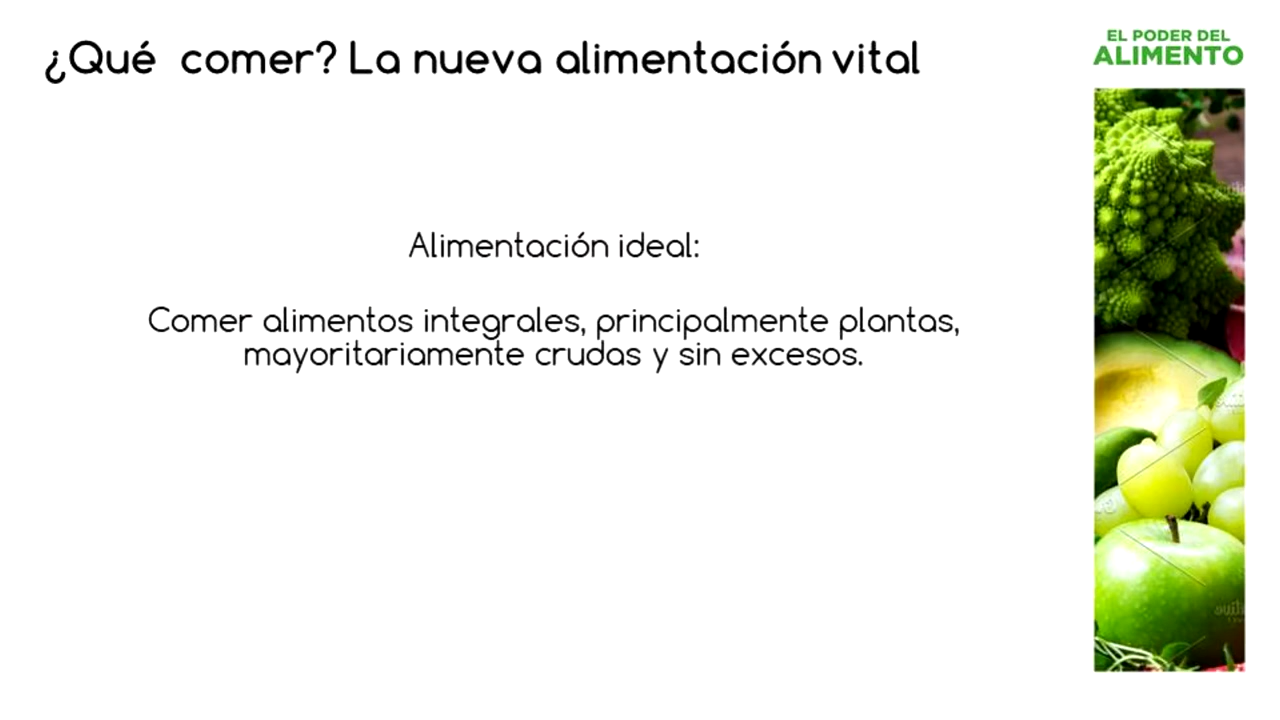 ¿Qué comer? La nueva alimentación vital
EL PODER DEL
ALIMENTO
Alimentación ideal:
Comer alimentos integrales, principalmente plantas,
mayoritariamente crudas y sin excesos.